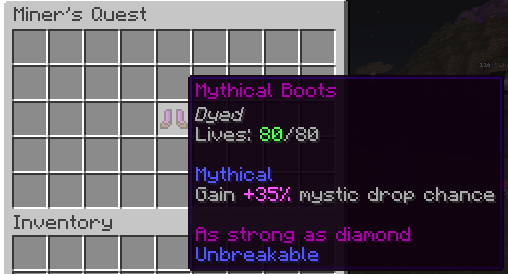 Miner's Quest
Mythical Boots
Dyed
Lives: 80/80
Mythical
Gain +35% mystic drop chance
As strong as diamond
Unbreakable
Inventory